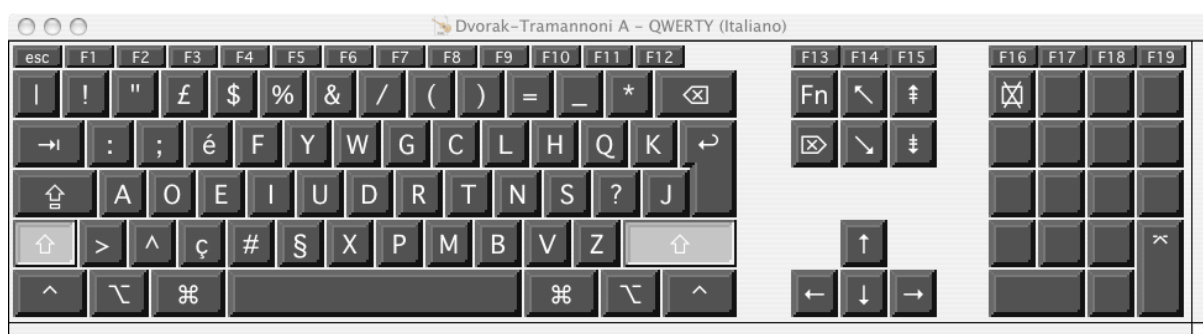 Dvorak-Tramannoni A - QWERTY (Italiano)
esc F1 F2 F3 F4 F5 F6 F7 F8 F9 F10 F11 F12 F13 F14 F15 F16 F17 F18 F19
| ! " £ $ % & / ( ) = _ * ⌫ Fn ↖ ⇞ ⌧
⇥ : ; é F Y W G C L H Q K ↩ ⌦ ↘ ⇟
⇪ A O E I U D R T N S ? J
⇧ > ^ ç # § X P M B V Z ⇧ ↑ ⌤
⌃ ⌥ ⌘ ⌘ ⌥ ⌃ ← ↓ →